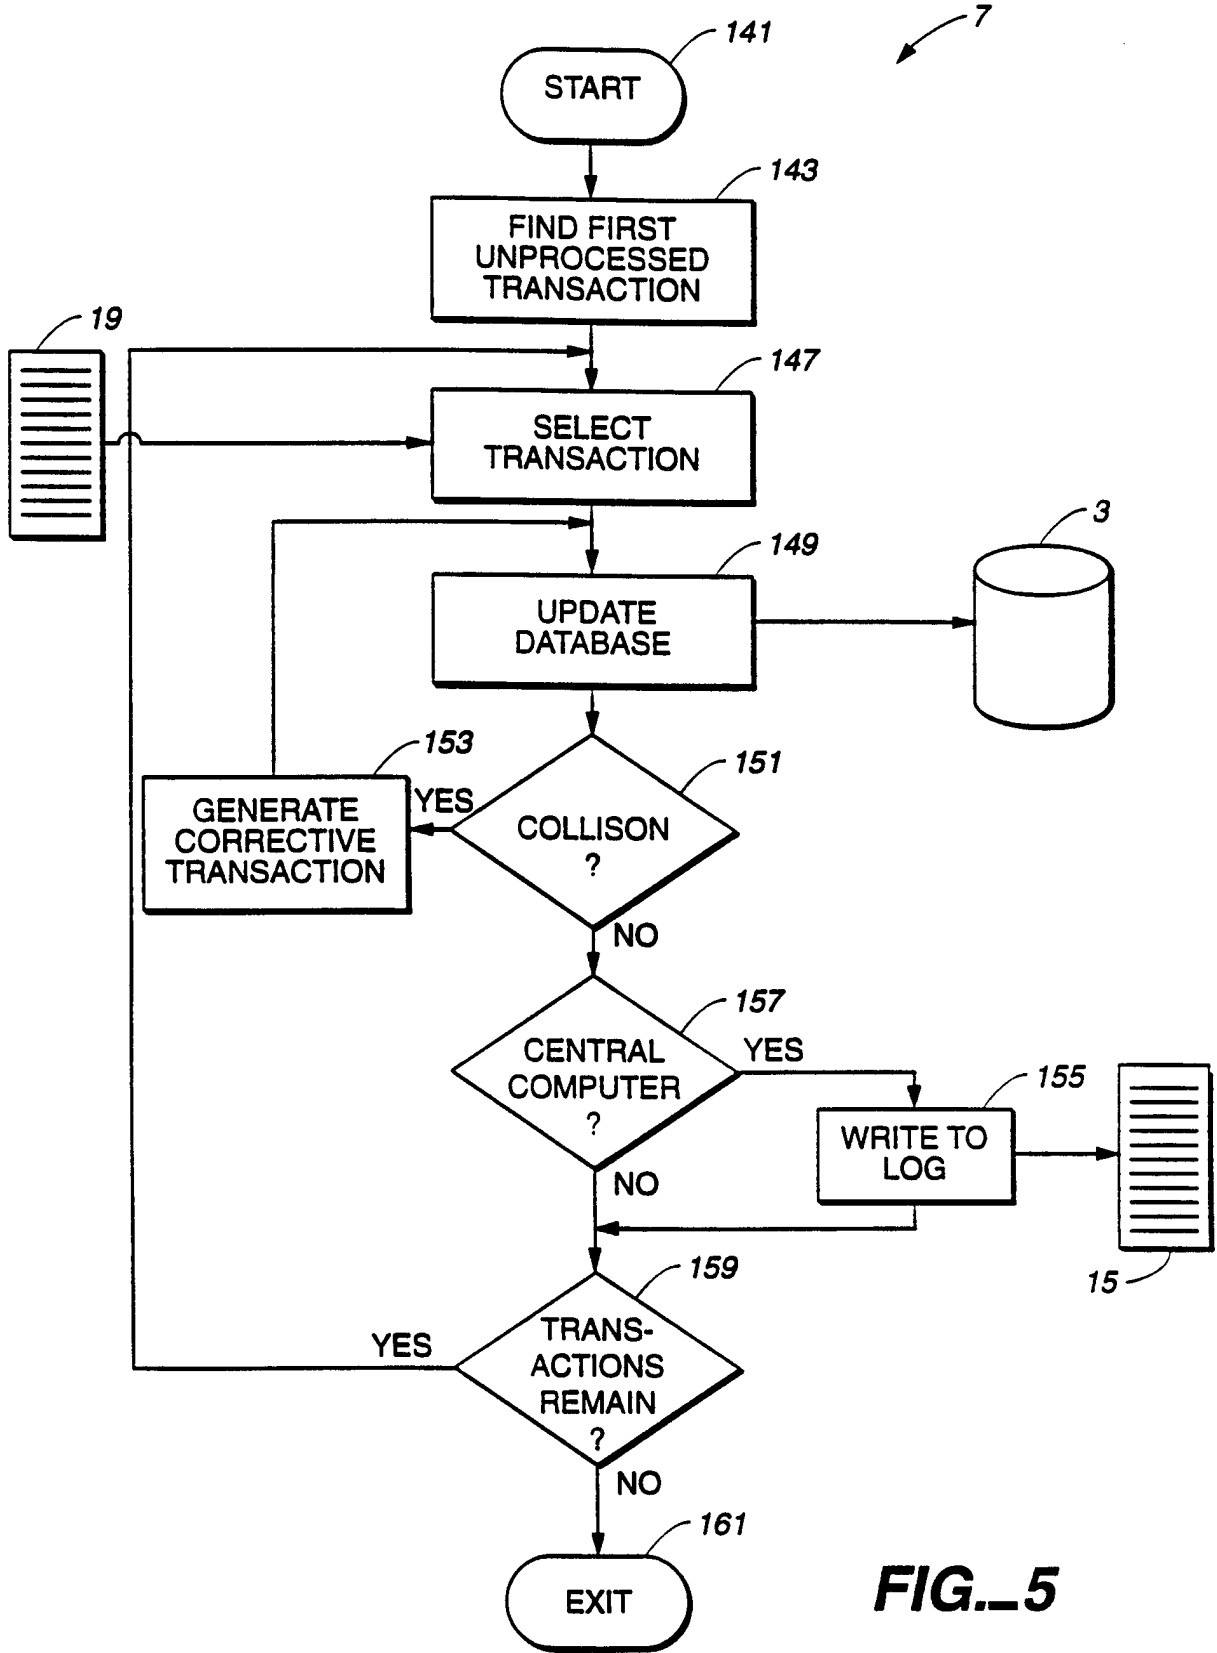 7
141
START
143
FIND FIRST
UNPROCESSED
TRANSACTION
19
147
SELECT
TRANSACTION
3
149
UPDATE
DATABASE
153
GENERATE
CORRECTIVE
TRANSACTION
YES
151
COLLISON
?
NO
157
CENTRAL
COMPUTER
?
YES
155
WRITE TO
LOG
NO
15
159
TRANS-
ACTIONS
REMAIN
?
YES
NO
161
EXIT
FIG._5